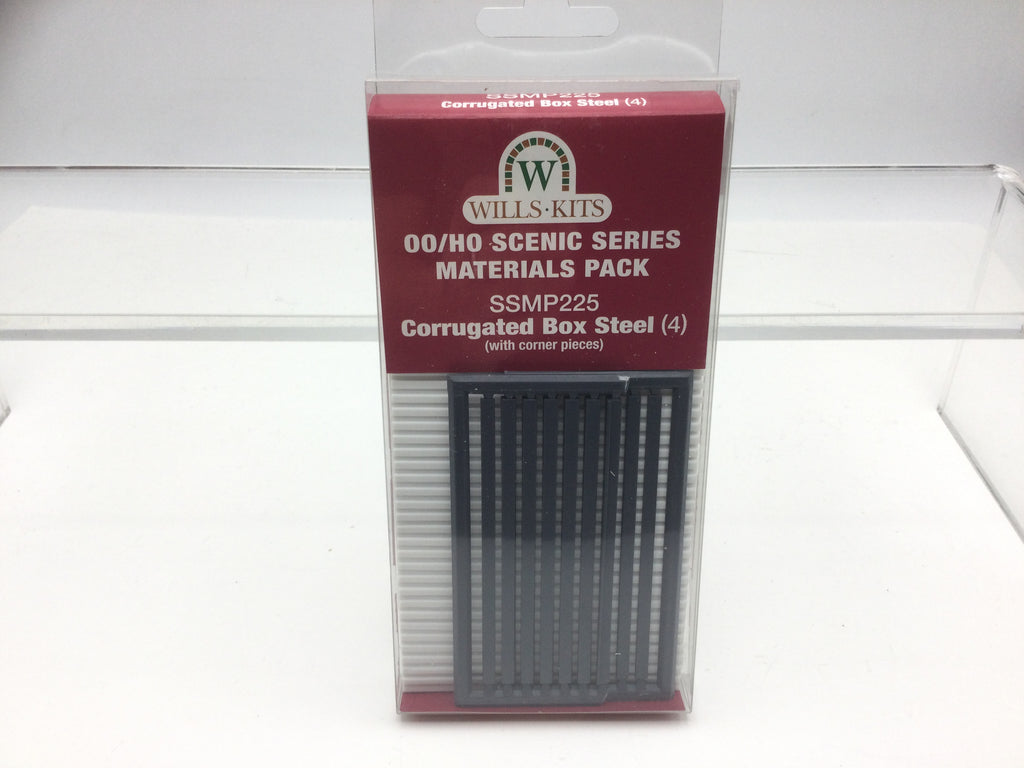 SSMP225
Corrugated Box Steel (4)
W
WILLS·KITS
OO/HO SCENIC SERIES
MATERIALS PACK
SSMP225
Corrugated Box Steel (4)
(with corner pieces)